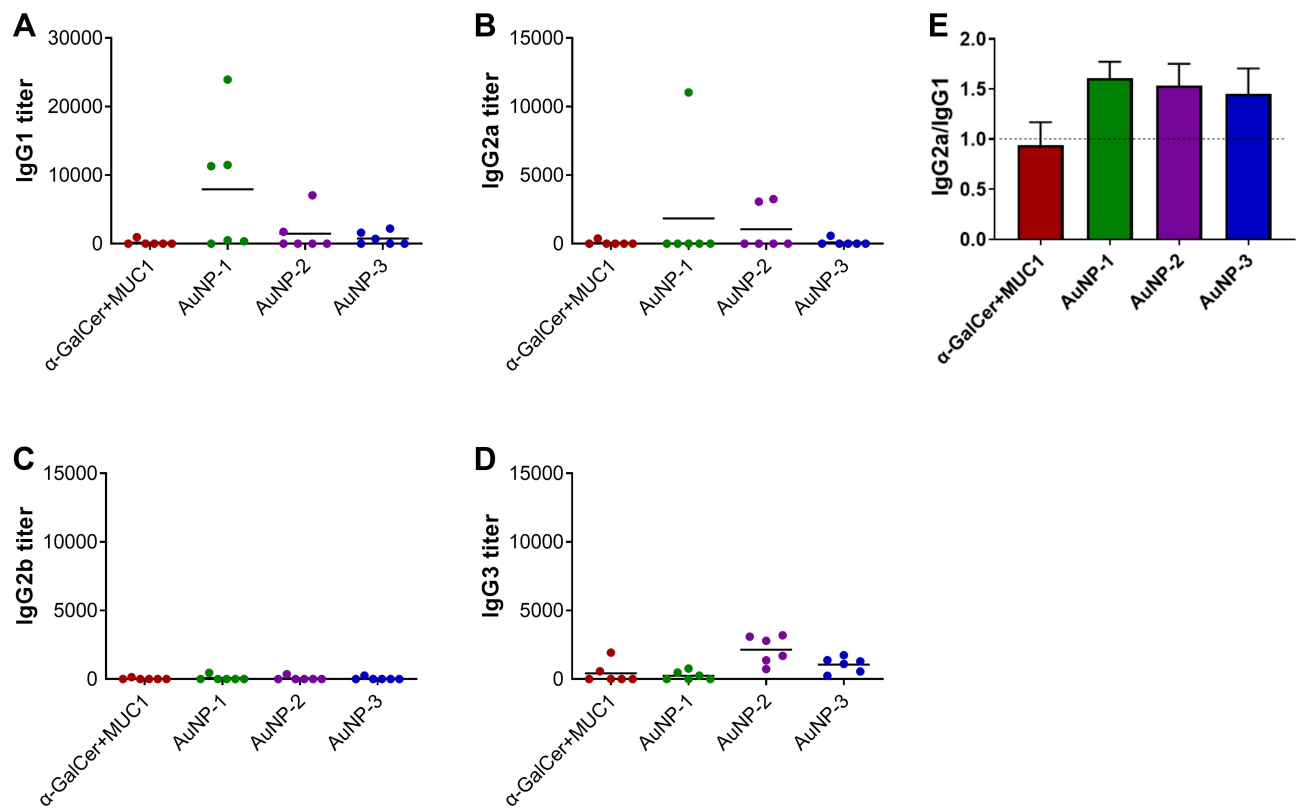 A
IgG1 titer
30000
20000
10000
0
α-GalCer+MUC1
AuNP-1
AuNP-2
AuNP-3
B
IgG2a titer
15000
10000
5000
0
α-GalCer+MUC1
AuNP-1
AuNP-2
AuNP-3
E
IgG2a/IgG1
2.0
1.5
1.0
0.5
0.0
α-GalCer+MUC1
AuNP-1
AuNP-2
AuNP-3
C
IgG2b titer
15000
10000
5000
0
α-GalCer+MUC1
AuNP-1
AuNP-2
AuNP-3
D
IgG3 titer
15000
10000
5000
0
α-GalCer+MUC1
AuNP-1
AuNP-2
AuNP-3